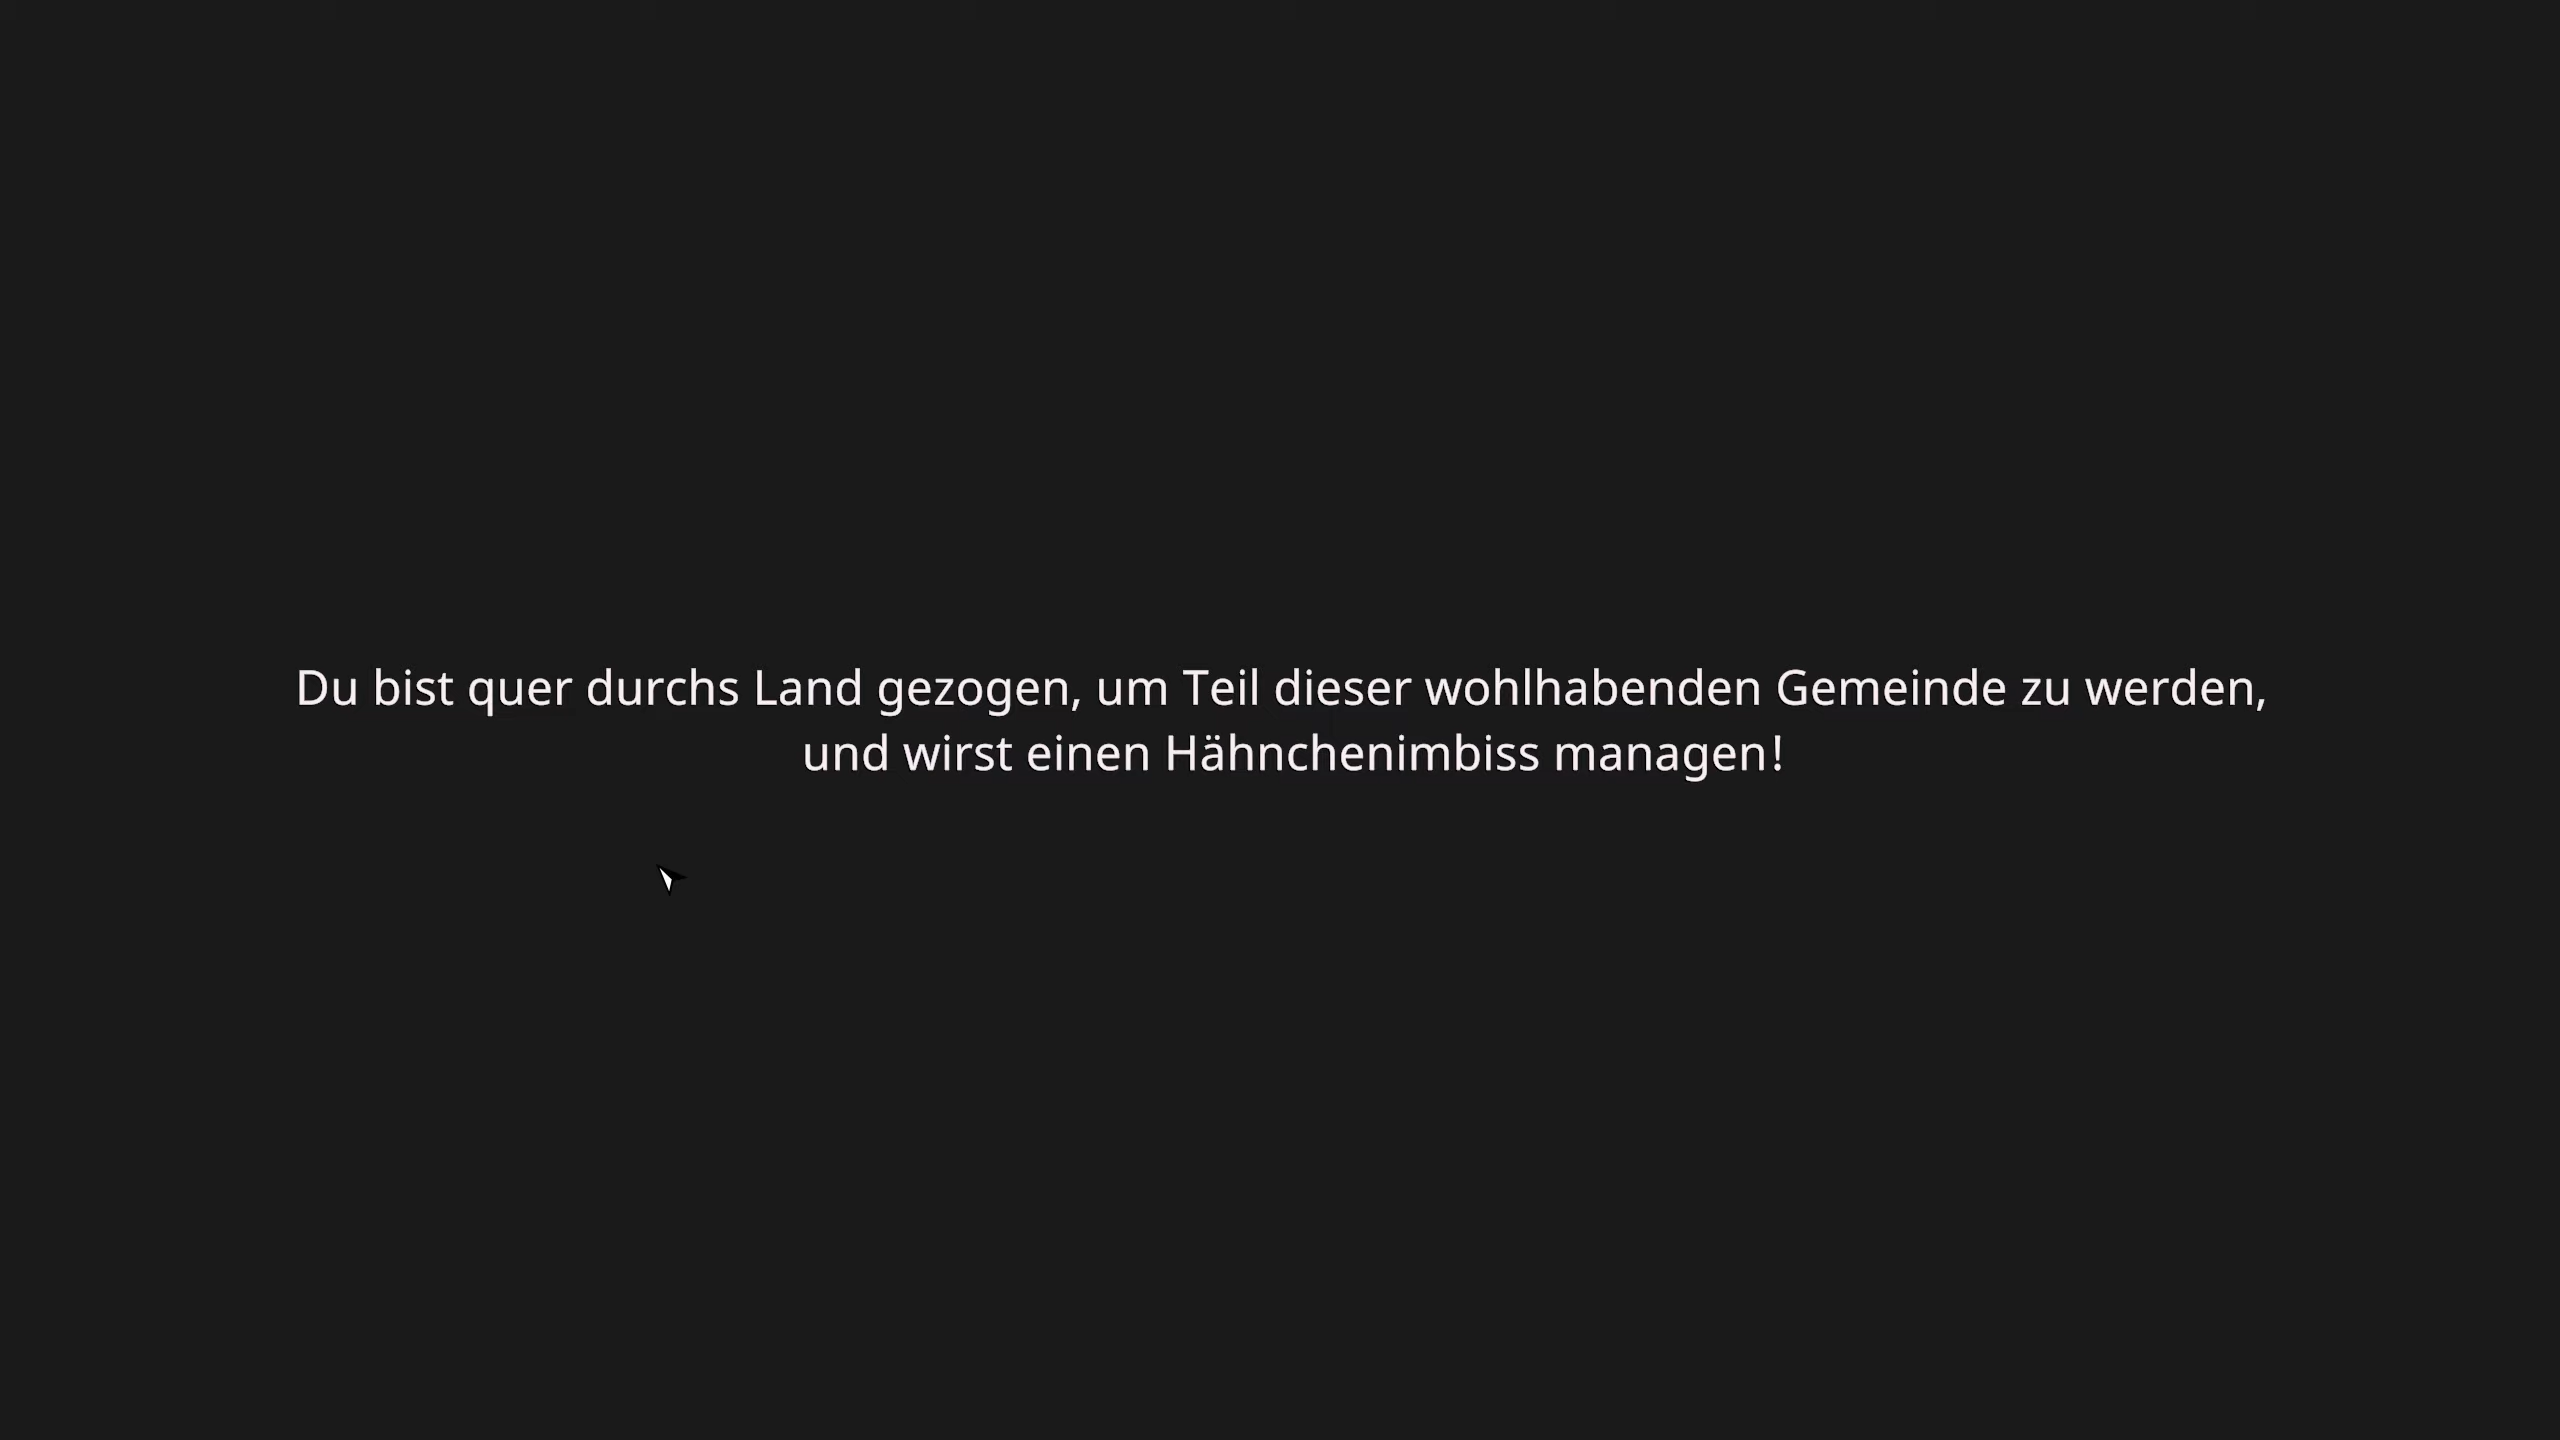 Du bist quer durchs Land gezogen, um Teil dieser wohlhabenden Gemeinde zu werden,
und wirst einen Hähnchenimbiss managen!